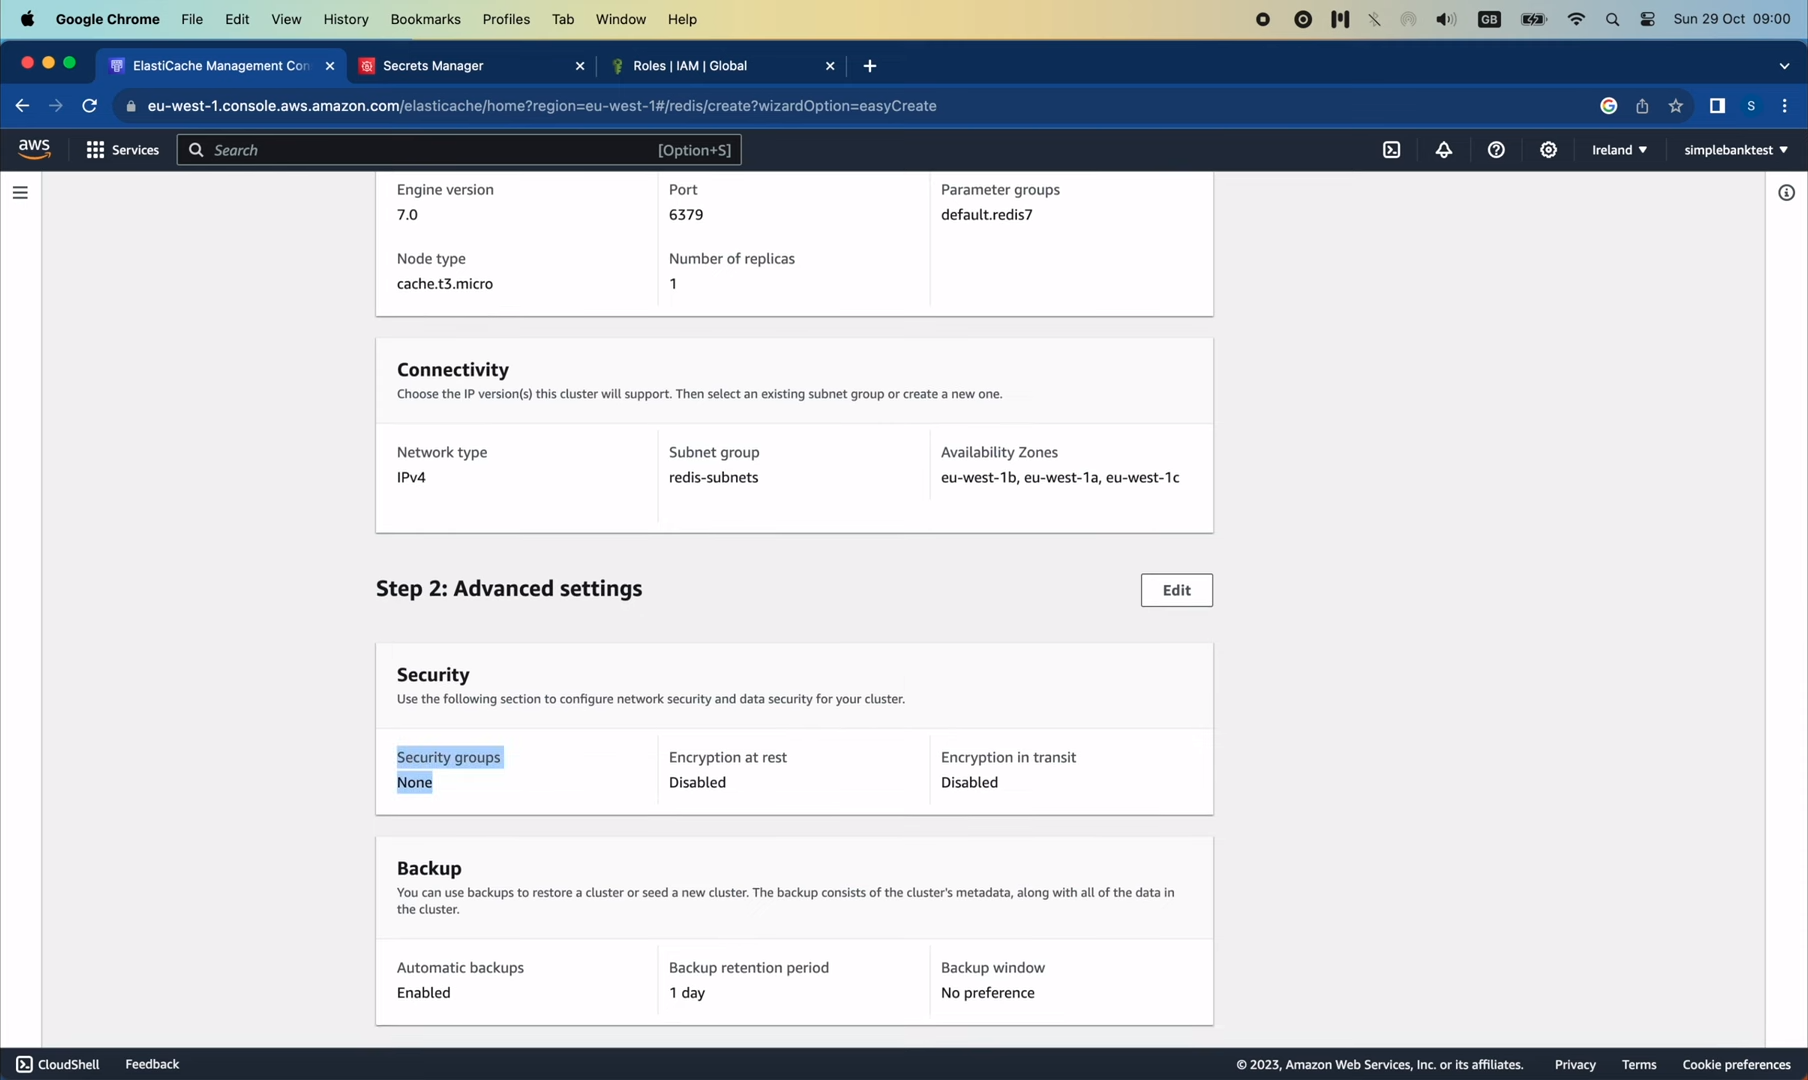 Google Chrome File Edit View History Bookmarks Profiles Tab Window Help GB Sun 29 Oct 09:00
ElastiCache Management Con Secrets Manager Roles | IAM | Global
eu-west-1.console.aws.amazon.com/elasticache/home?region=eu-west-1#/redis/create?wizardOption=easyCreate G S
aws Services Search [Option+S] Ireland simplebanktest
Engine version Port Parameter groups
7.0 6379 default.redis7
Node type Number of replicas
cache.t3.micro 1
Connectivity
Choose the IP version(s) this cluster will support. Then select an existing subnet group or create a new one.
Network type Subnet group Availability Zones
IPv4 redis-subnets eu-west-1b, eu-west-1a, eu-west-1c
Step 2: Advanced settings Edit
Security
Use the following section to configure network security and data security for your cluster.
Security groups Encryption at rest Encryption in transit
None Disabled Disabled
Backup
You can use backups to restore a cluster or seed a new cluster. The backup consists of the cluster's metadata, along with all of the data in
the cluster.
Automatic backups Backup retention period Backup window
Enabled 1 day No preference
CloudShell Feedback © 2023, Amazon Web Services, Inc. or its affiliates. Privacy Terms Cookie preferences